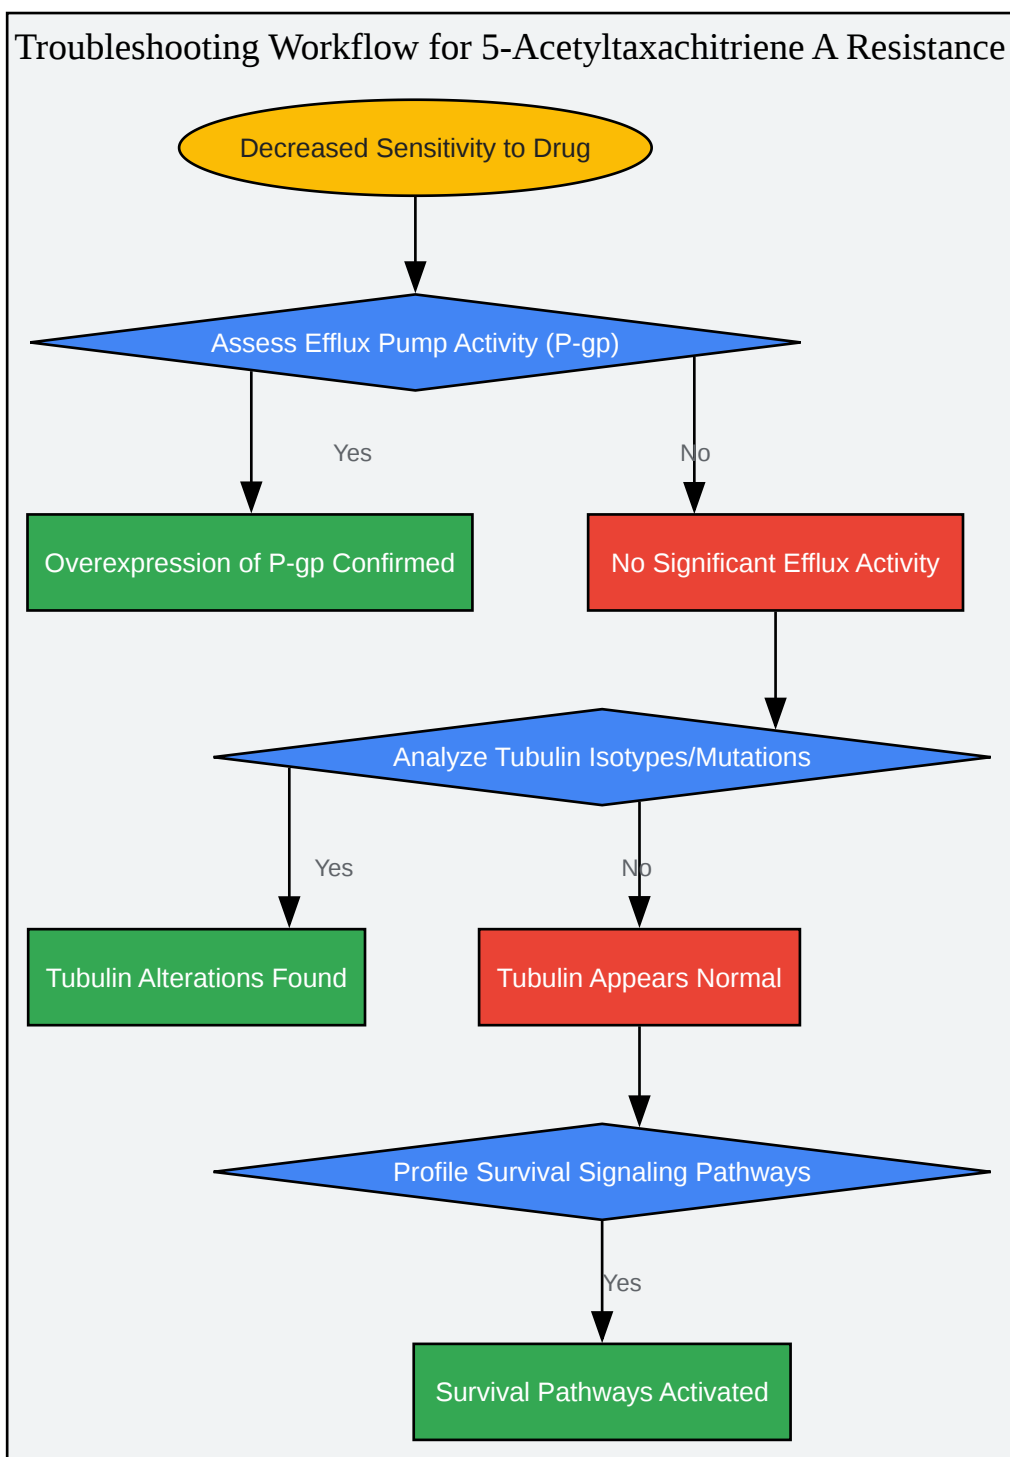 Troubleshooting Workflow for 5-Acetyltaxachitriene A Resistance
Decreased Sensitivity to Drug
Assess Efflux Pump Activity (P-gp)
Yes
No
Overexpression of P-gp Confirmed
No Significant Efflux Activity
Analyze Tubulin Isotypes/Mutations
Yes
No
Tubulin Alterations Found
Tubulin Appears Normal
Profile Survival Signaling Pathways
Yes
Survival Pathways Activated